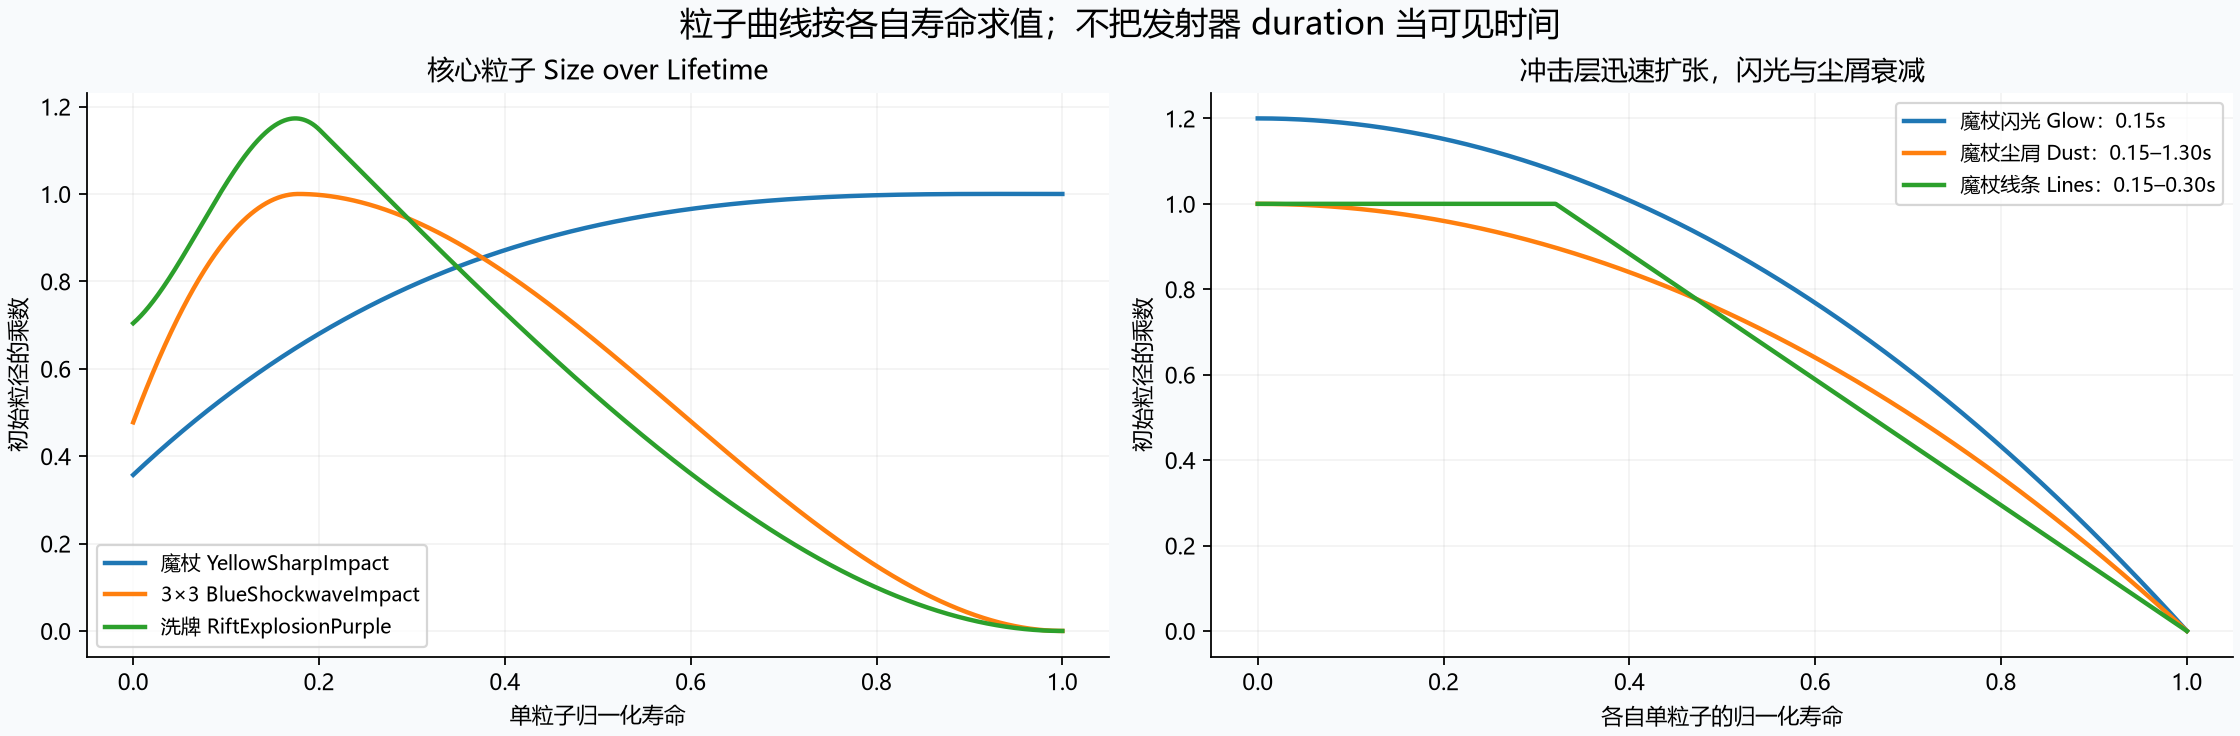 粒子曲线按各自寿命求值；不把发射器 duration 当可见时间
核心粒子 Size over Lifetime
初始粒径的乘数
1.2
1.0
0.8
0.6
0.4
0.2
0.0
魔杖 YellowSharpImpact
3×3 BlueShockwaveImpact
洗牌 RiftExplosionPurple
0.0 0.2 0.4 0.6 0.8 1.0
单粒子归一化寿命
冲击层迅速扩张，闪光与尘屑衰减
初始粒径的乘数
1.2
1.0
0.8
0.6
0.4
0.2
0.0
魔杖闪光 Glow：0.15s
魔杖尘屑 Dust：0.15–1.30s
魔杖线条 Lines：0.15–0.30s
0.0 0.2 0.4 0.6 0.8 1.0
各自单粒子的归一化寿命